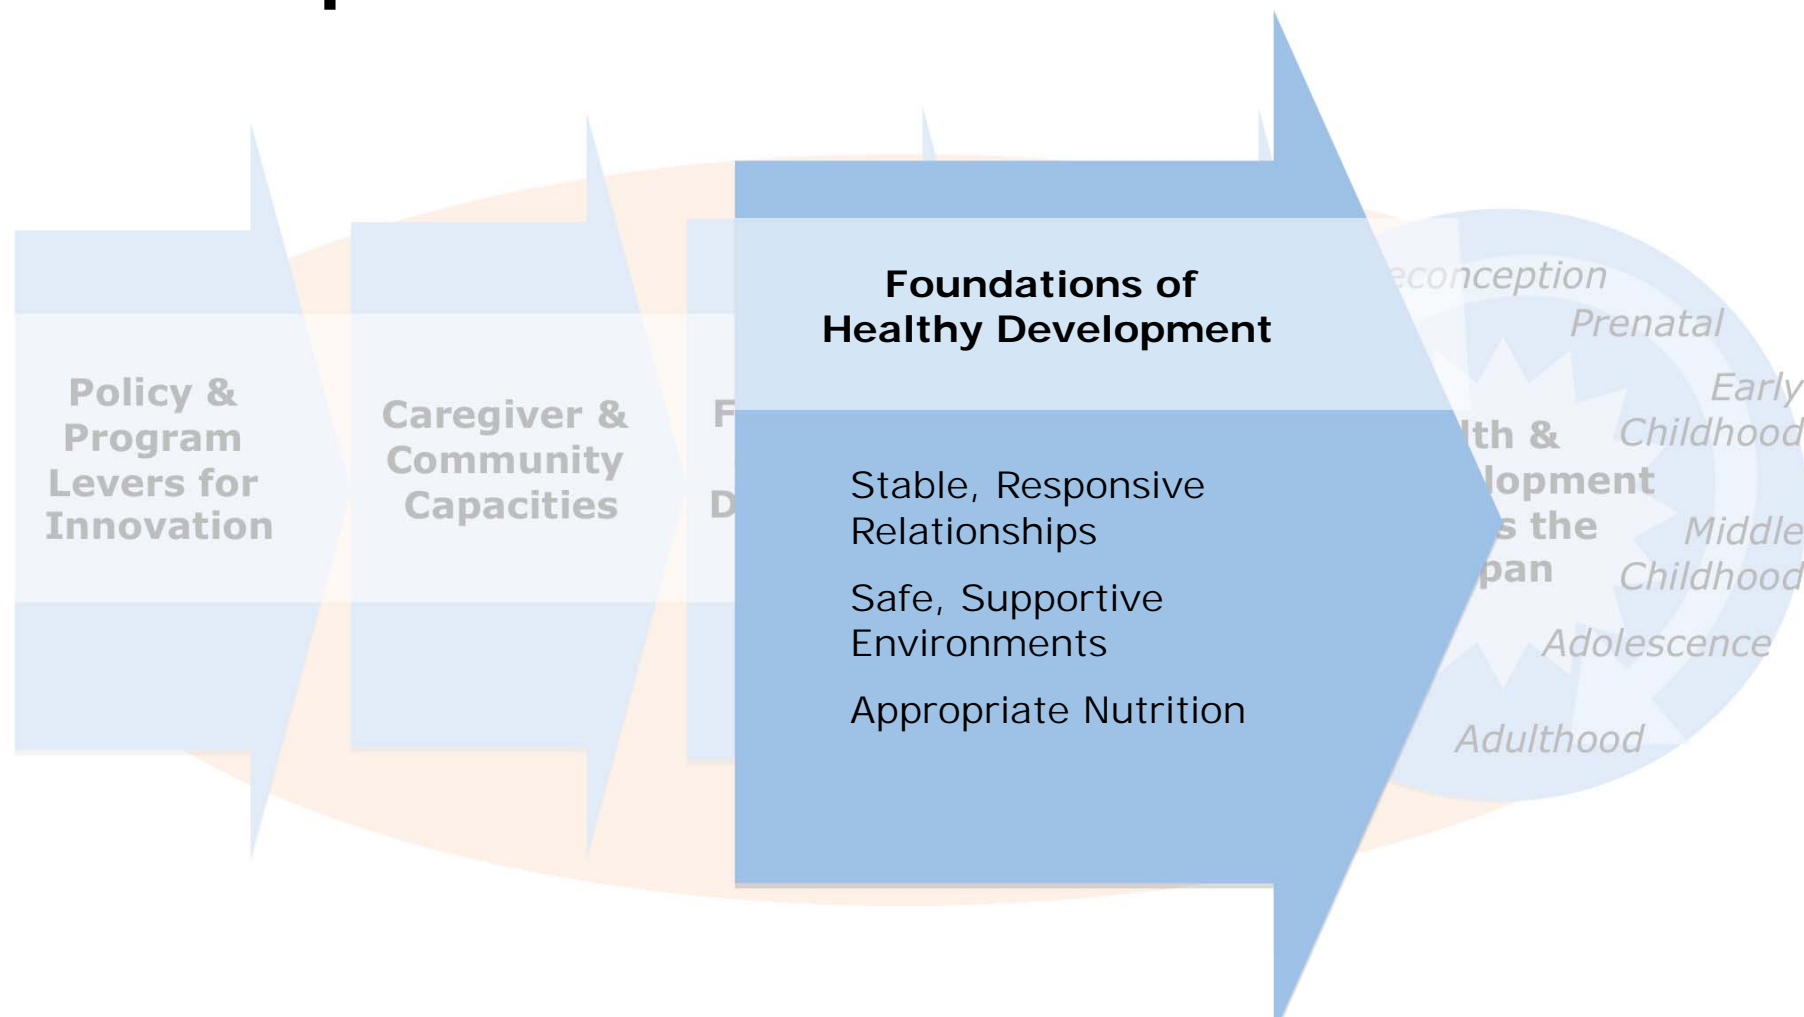 Foundations of
Healthy Development
Stable, Responsive
Relationships
Safe, Supportive
Environments
Appropriate Nutrition
Policy &
Program
Levers for
Innovation
Caregiver &
Community
Capacities
Prenatal
Early
Childhood
Middle
Childhood
Adolescence
Adulthood
&
the